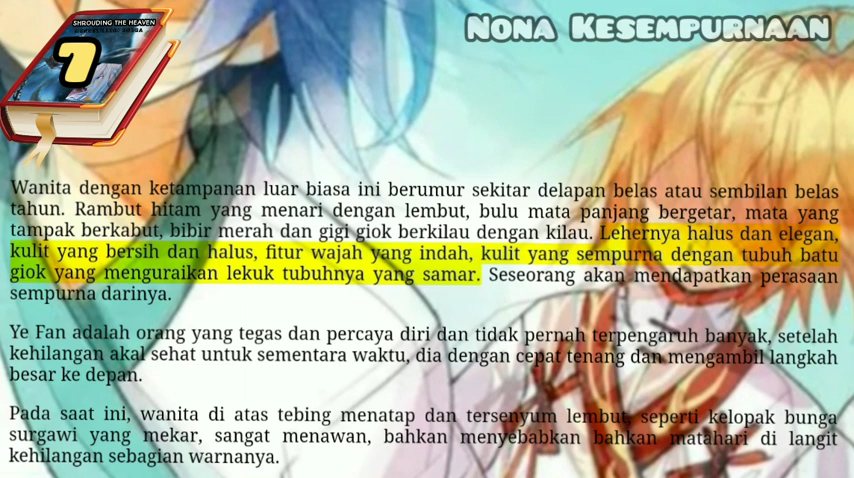 SHROUDING THE HEAVEN
7
Nona Kesempurnaan
Wanita dengan ketampanan luar biasa ini berumur sekitar delapan belas atau sembilan belas
tahun. Rambut hitam yang menari dengan lembut, bulu mata panjang bergetar, mata yang
tampak berkabut, bibir merah dan gigi giok berkilau dengan kilau. Lehernya halus dan elegan,
kulit yang bersih dan halus, fitur wajah yang indah, kulit yang sempurna dengan tubuh batu
giok yang menguraikan lekuk tubuhnya yang samar. Seseorang akan mendapatkan perasaan
sempurna darinya.
Ye Fan adalah orang yang tegas dan percaya diri dan tidak pernah terpengaruh banyak, setelah
kehilangan akal sehat untuk sementara waktu, dia dengan cepat tenang dan mengambil langkah
besar ke depan.
Pada saat ini, wanita di atas tebing menatap dan tersenyum lembut, seperti kelopak bunga
surgawi yang mekar, sangat menawan, bahkan menyebabkan bahkan matahari di langit
kehilangan sebagian warnanya.